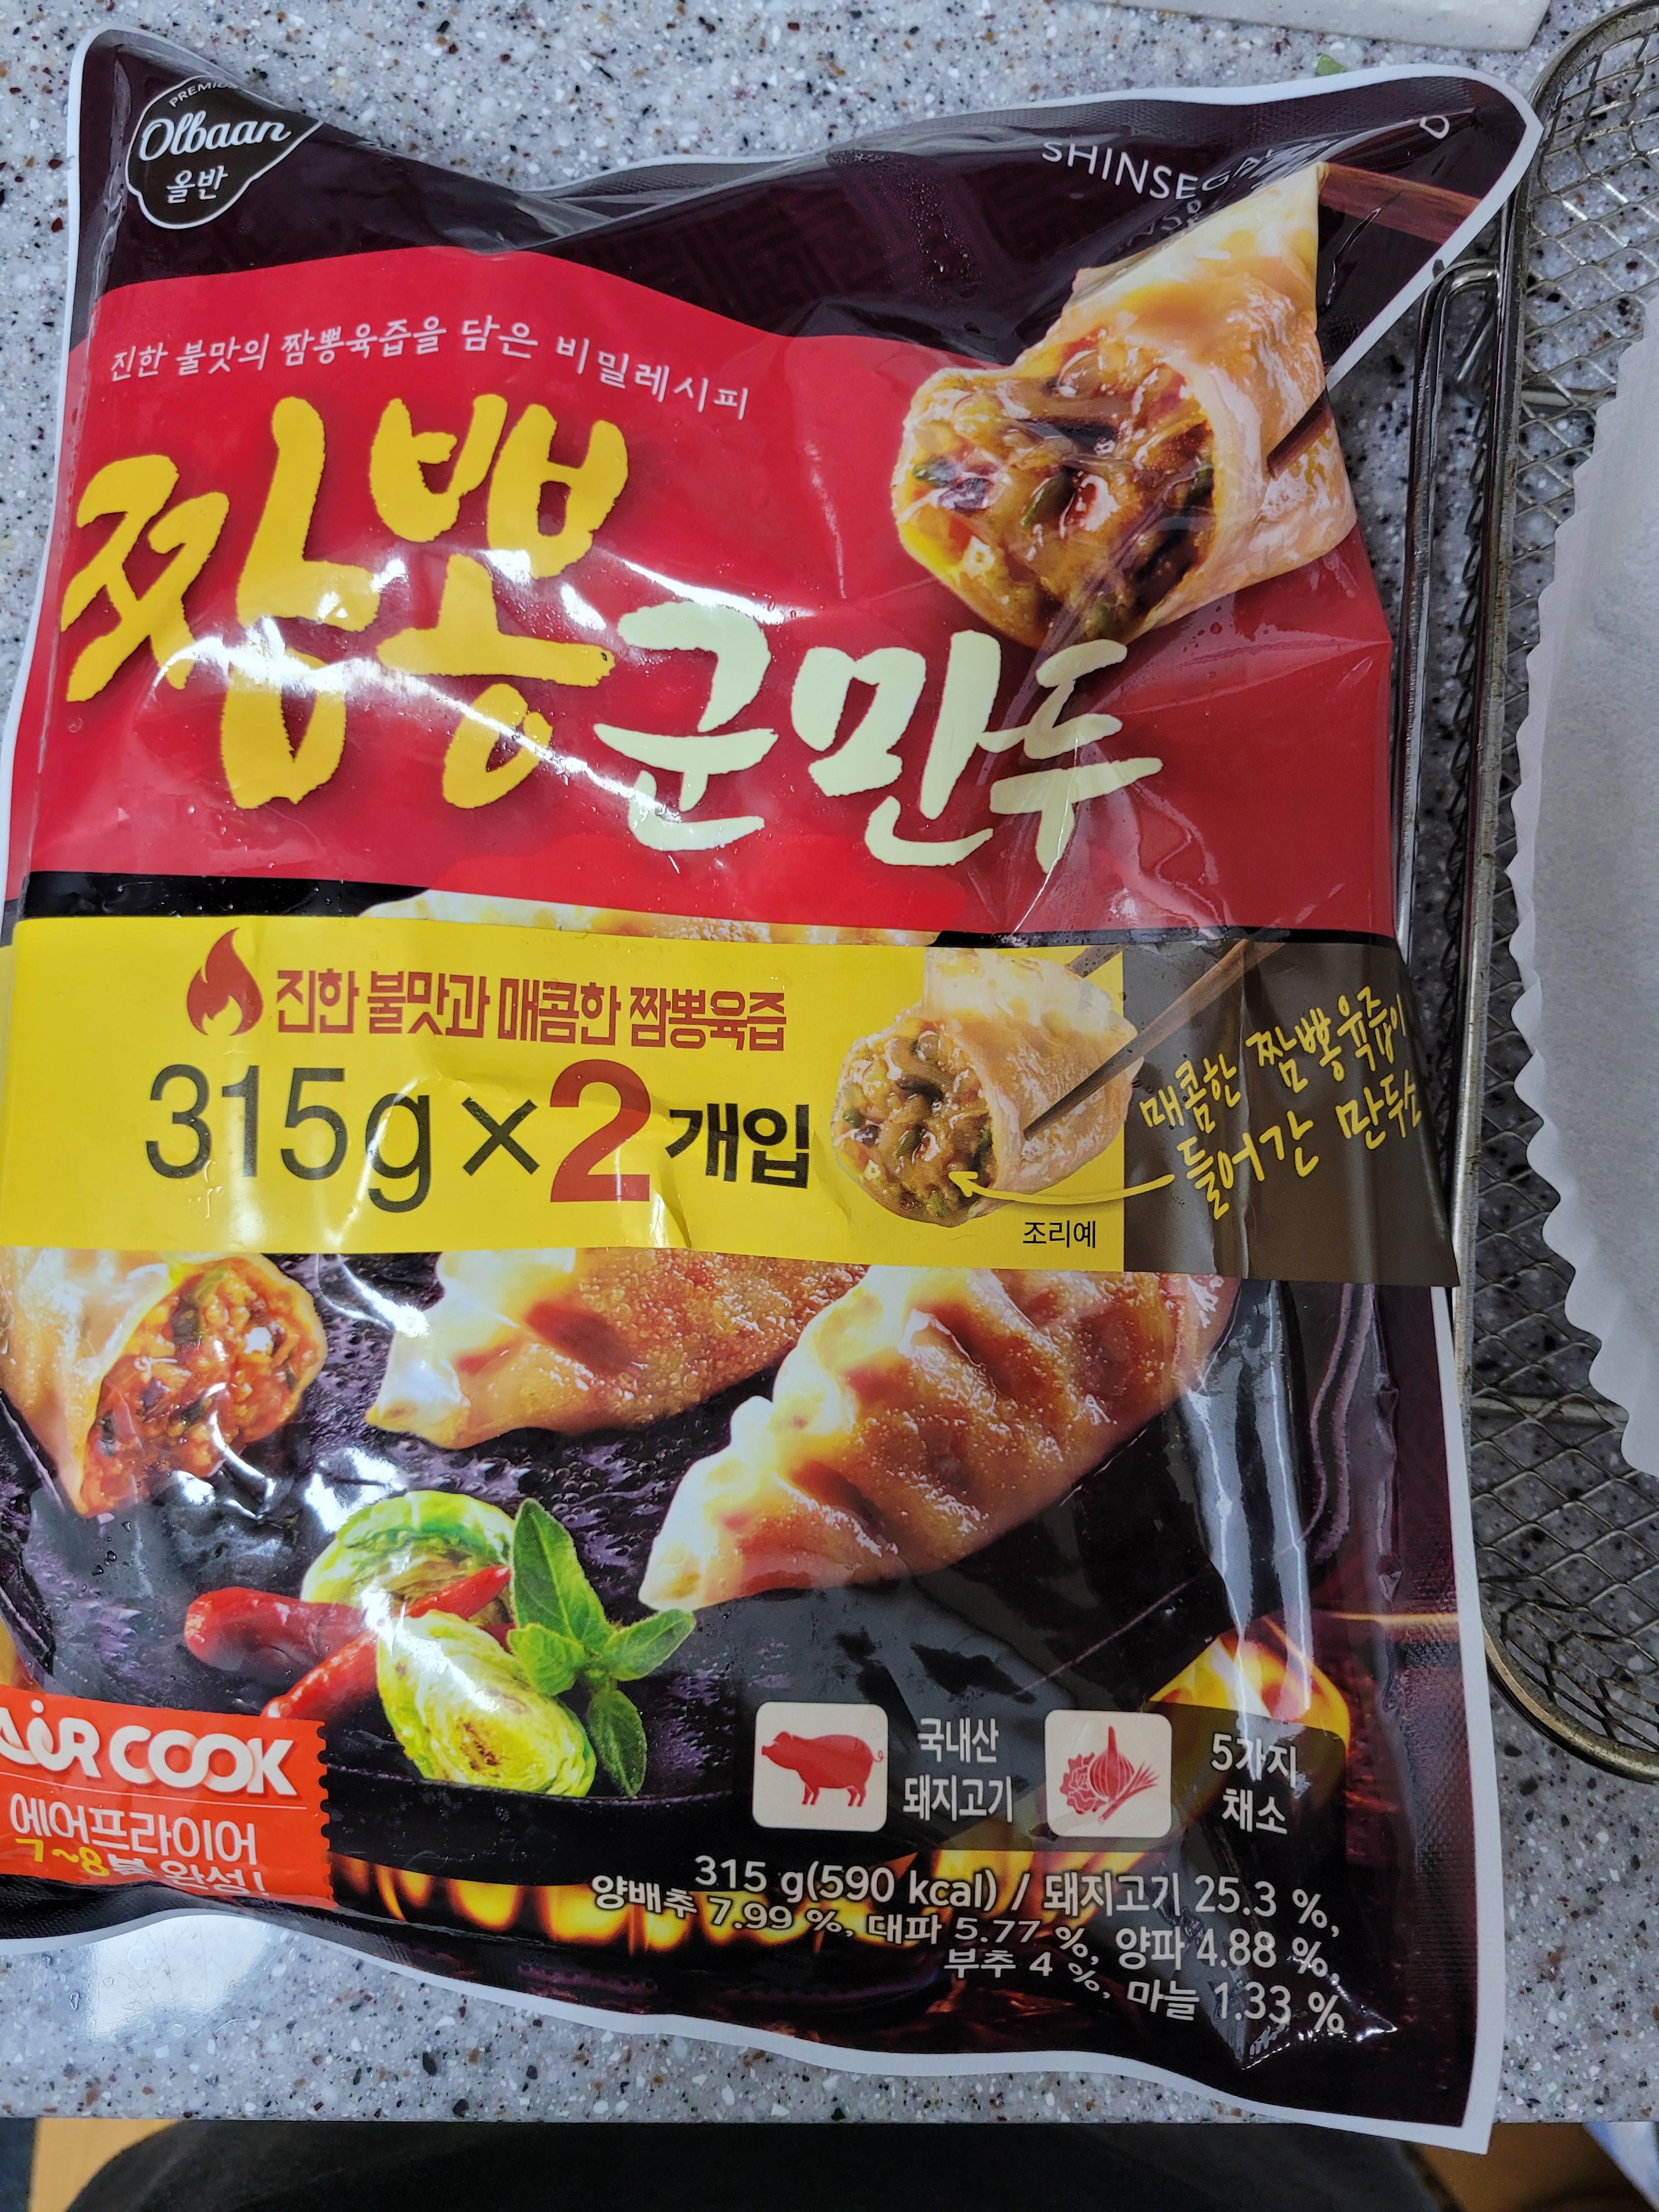 Olbaan
올반
진한 불맛의 짬뽕육즙을 담은 비밀레시피
짬뽕
군만두
진한 불맛과 매콤한 짬뽕육즙
315g×2개입
조리예
매콤한 짬뽕육즙이
들어간 만두소
AiR COOK
에어프라이어
7~8분 완성!
국내산
돼지고기
5가지
채소
315 g(590 kcal) / 돼지고기 25.3 %,
양배추 7.99 %, 대파 5.77 %, 양파 4.88 %,
부추 4 %, 마늘 1.33 %